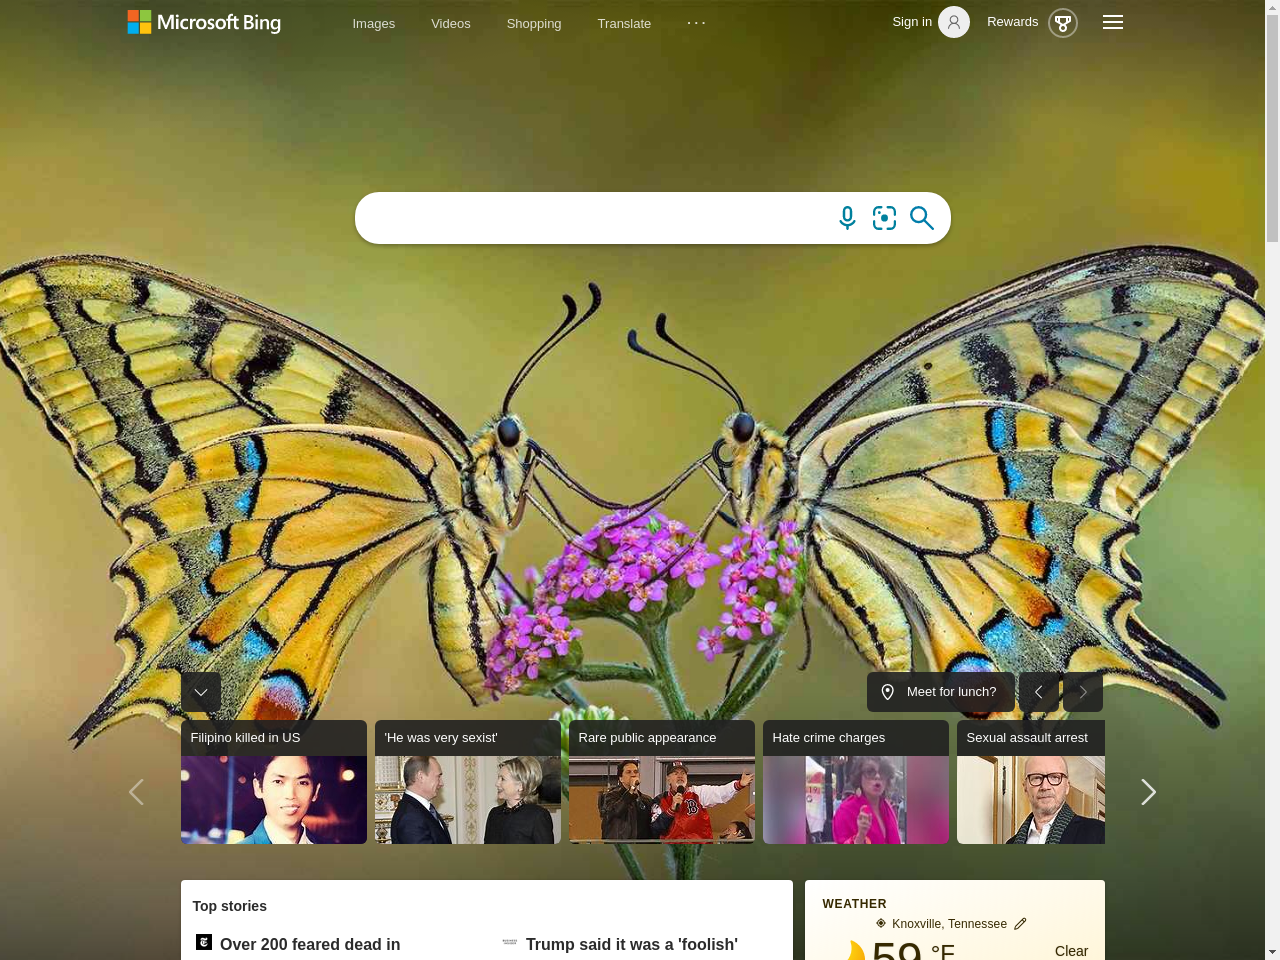 Microsoft Bing
Images
Videos
Shopping
Translate
Sign in
Rewards
Meet for lunch?
Filipino killed in US
'He was very sexist'
Rare public appearance
Hate crime charges
Sexual assault arrest
Top stories
Over 200 feared dead in
Trump said it was a 'foolish'
WEATHER
Knoxville, Tennessee
59 °F
Clear